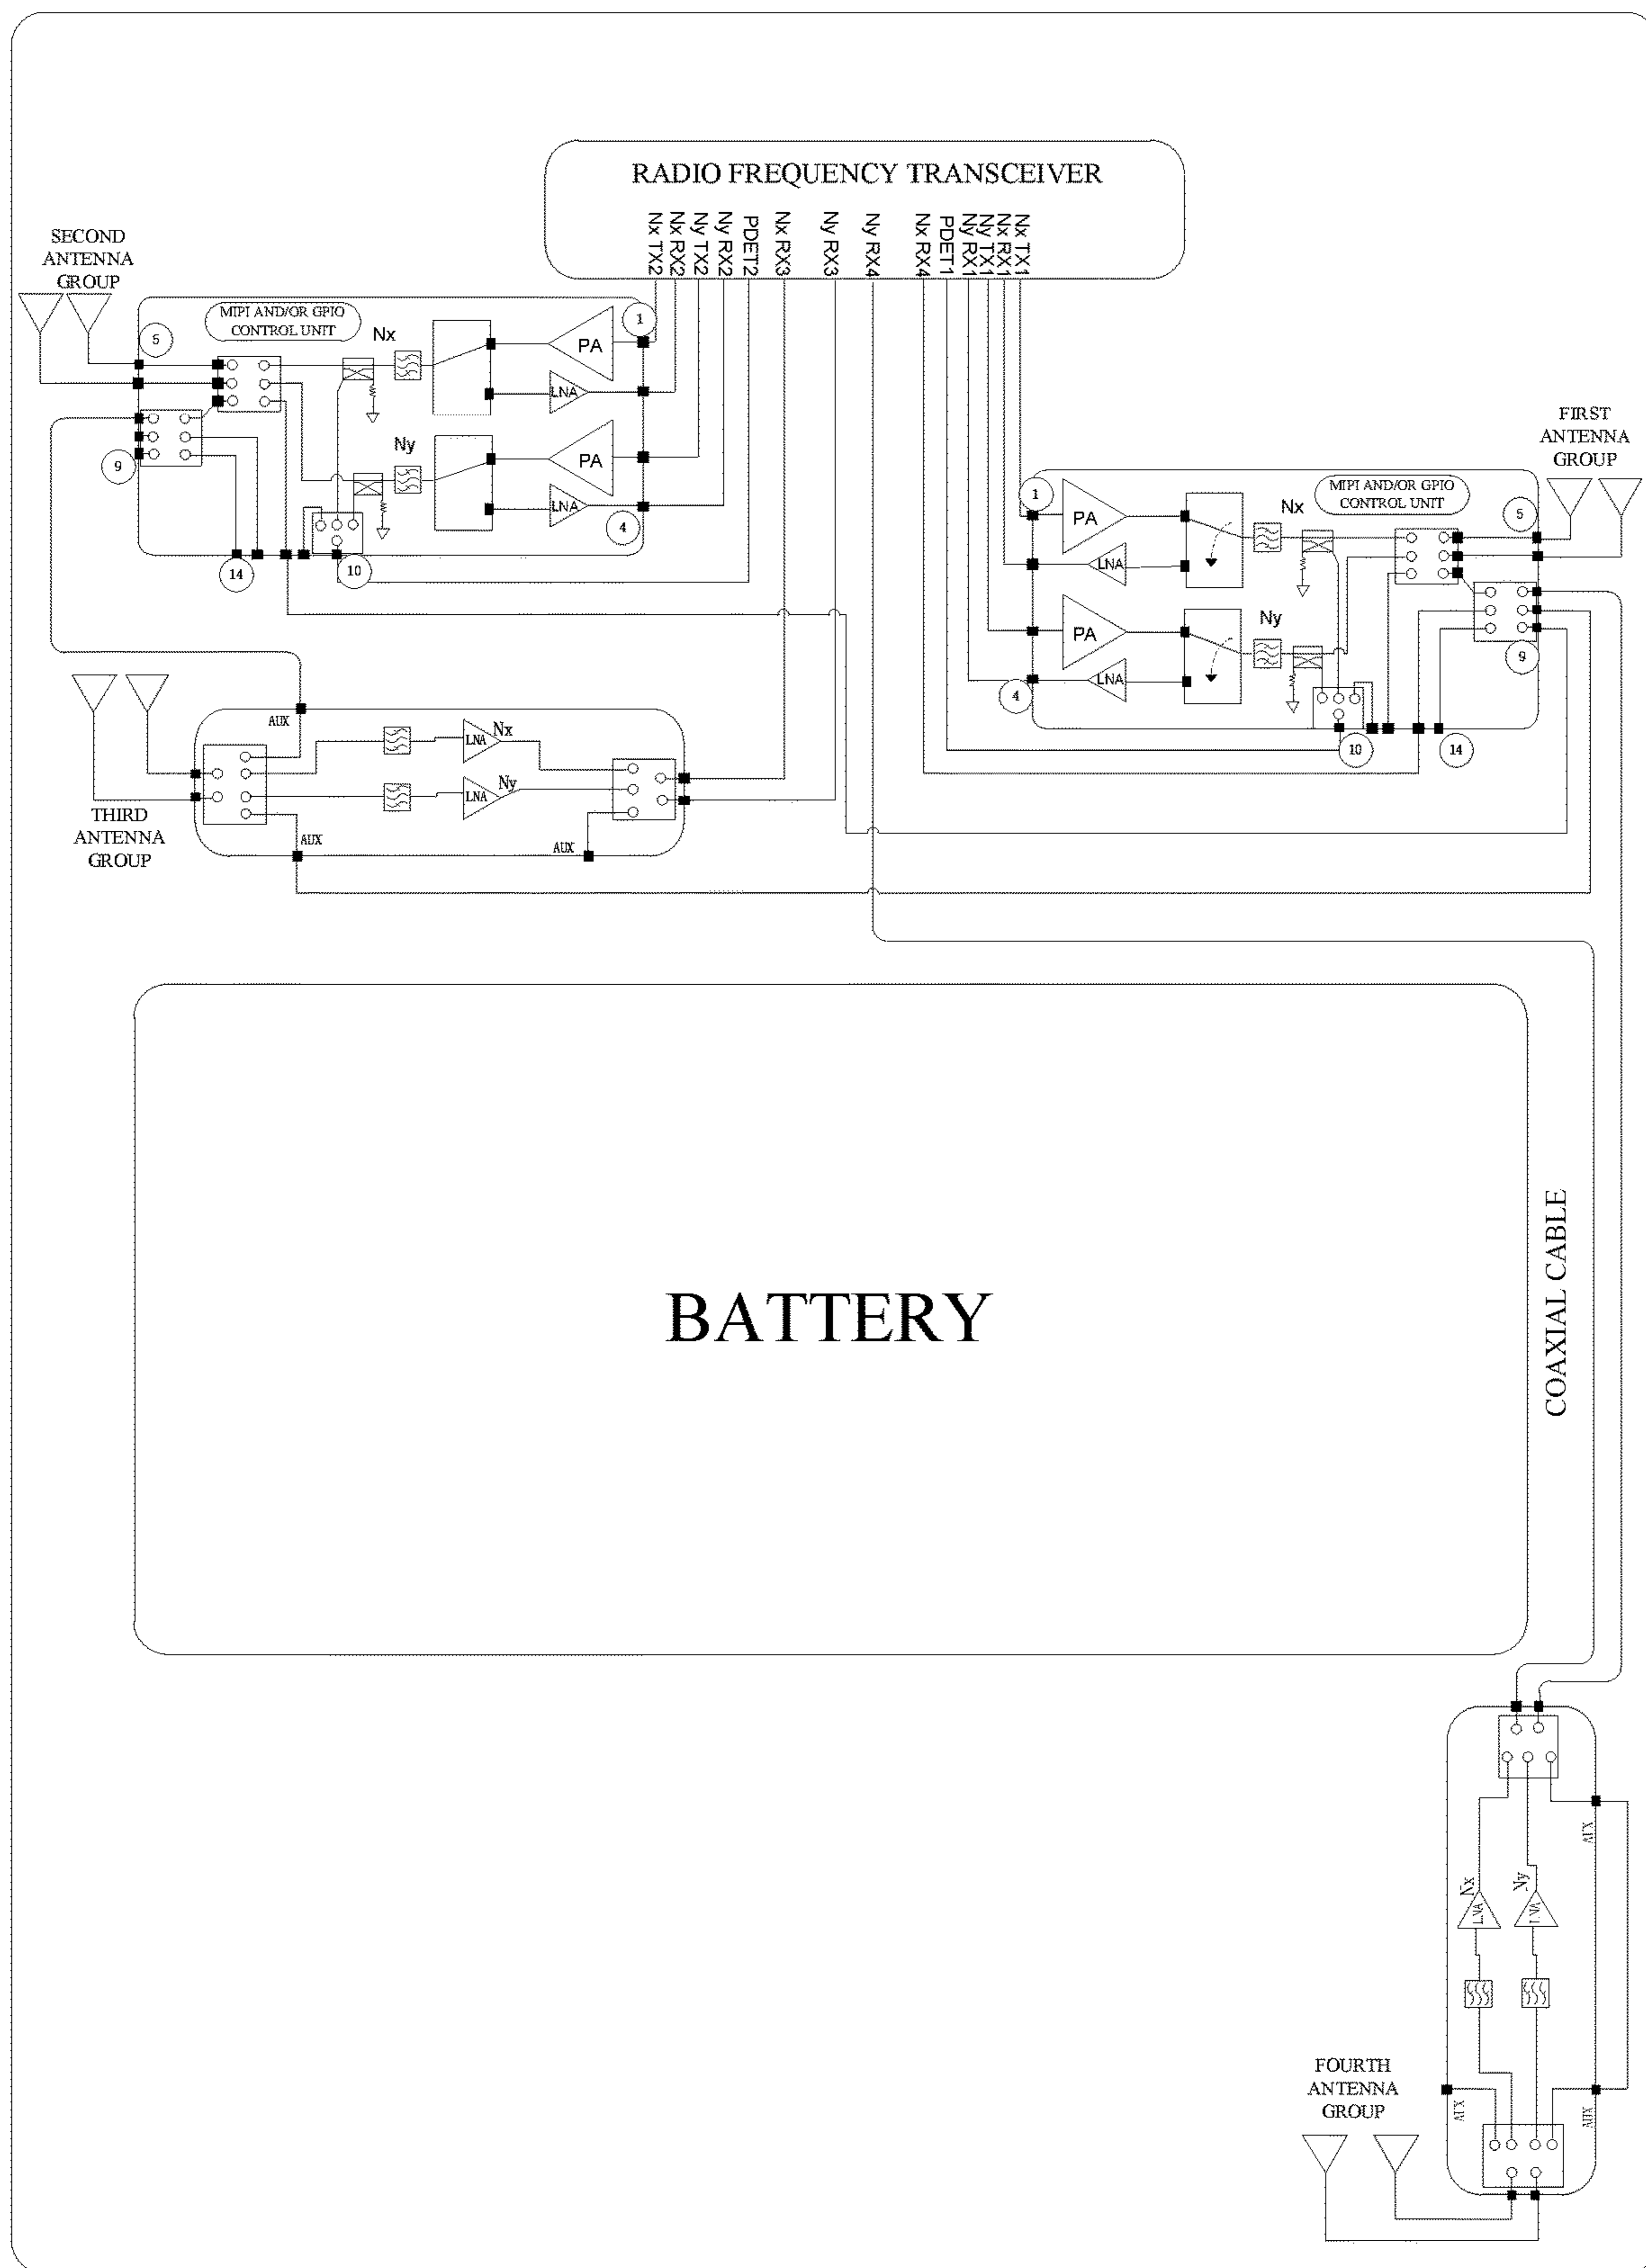 RADIO FREQUENCY TRANSCEIVER
Nx TX2
Nx RX2
Ny TX2
Ny RX2
PDET2
Nx RX3
Ny RX3
Ny RX4
Nx RX4
PDET1
Ny RX1
Ny TX1
Nx RX1
Nx TX1
SECOND
ANTENNA
GROUP
MIPI AND/OR GPIO
CONTROL UNIT
5
1
Nx
PA
LNA
Ny
PA
LNA
9
4
14
10
FIRST
ANTENNA
GROUP
MIPI AND/OR GPIO
CONTROL UNIT
1
5
PA
Nx
LNA
PA
Ny
LNA
4
9
10
14
AUX
LNA
Nx
LNA
Ny
AUX
AUX
THIRD
ANTENNA
GROUP
BATTERY
COAXIAL CABLE
AUX
Nx
Ny
LNA
LNA
AUX
AUX
FOURTH
ANTENNA
GROUP